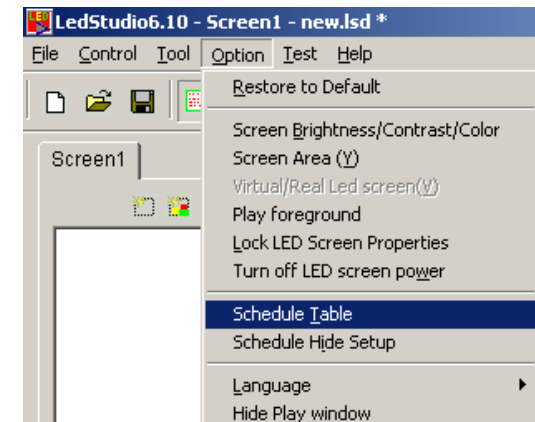 LedStudio6.10 - Screen1 - new.lsd *
File Control Tool Option Test Help
Restore to Default
Screen Brightness/Contrast/Color
Screen1
Screen Area (Y)
Virtual/Real Led screen(V)
Play foreground
Lock LED Screen Properties
Turn off LED screen power
Schedule Table
Schedule Hide Setup
Language
Hide Play window